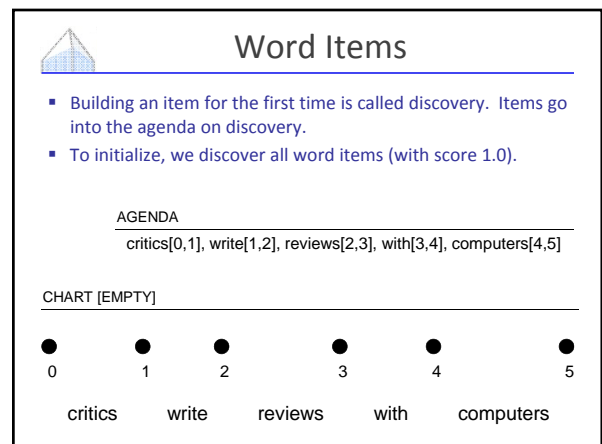 Word Items
▪ Building an item for the first time is called discovery.  Items go
into the agenda on discovery.
▪ To initialize, we discover all word items (with score 1.0).
AGENDA
critics[0,1], write[1,2], reviews[2,3], with[3,4], computers[4,5]
CHART [EMPTY]
0 1 2 3 4 5
critics write reviews with computers